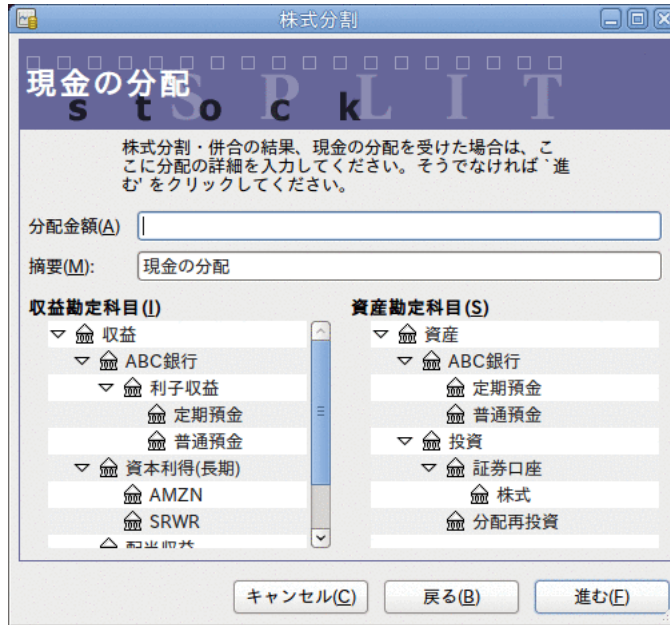 株式分割
現金の分配
SPLIT
stock
株式分割・併合の結果、現金の分配を受けた場合は、こ
こに分配の詳細を入力してください。そうでなければ `進
む' をクリックしてください。
分配金額(A)
摘要(M): 現金の分配
収益勘定科目(I)
収益
ABC銀行
利子収益
定期預金
普通預金
資本利得(長期)
AMZN
SRWR
配当収益
資産勘定科目(S)
資産
ABC銀行
定期預金
普通預金
投資
証券口座
株式
分配再投資
キャンセル(C) 戻る(B) 進む(F)